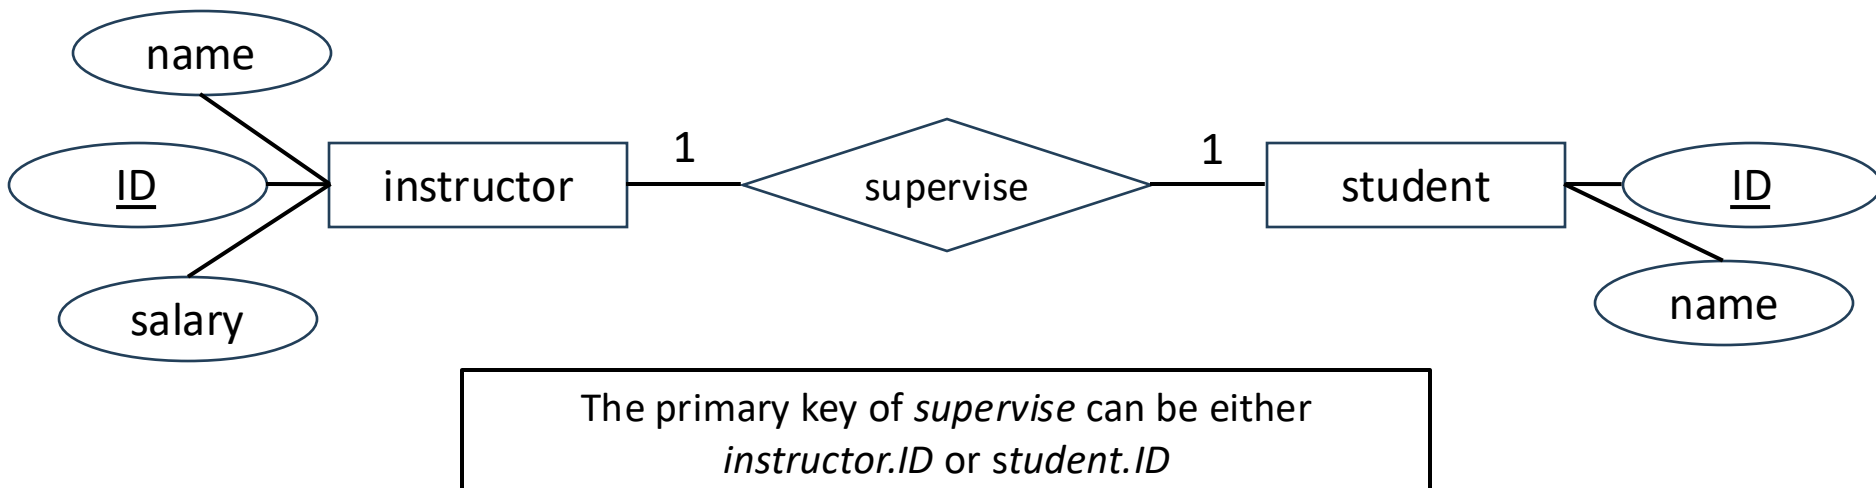 name
1
1
ID
instructor
supervise
student
ID
salary
name
The primary key of supervise can be either
instructor.ID or student.ID